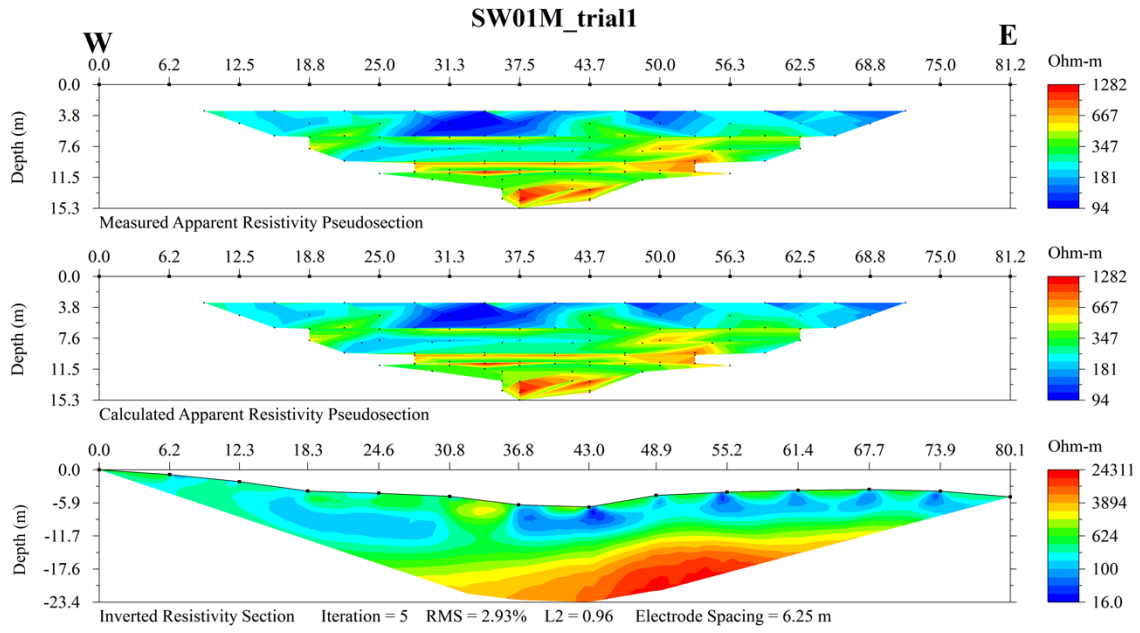 SW01M_trial1
W E
0.0 6.2 12.5 18.8 25.0 31.3 37.5 43.7 50.0 56.3 62.5 68.8 75.0 81.2
Ohm-m
Depth (m)
0.0
3.8
7.6
11.5
15.3
1282
667
347
181
94
Measured Apparent Resistivity Pseudosection
0.0 6.2 12.5 18.8 25.0 31.3 37.5 43.7 50.0 56.3 62.5 68.8 75.0 81.2
Ohm-m
Depth (m)
0.0
3.8
7.6
11.5
15.3
1282
667
347
181
94
Calculated Apparent Resistivity Pseudosection
0.0 6.2 12.3 18.3 24.6 30.8 36.8 43.0 48.9 55.2 61.4 67.7 73.9 80.1
Ohm-m
Depth (m)
0.0
-5.9
-11.7
-17.6
-23.4
24311
3894
624
100
16.0
Inverted Resistivity Section Iteration = 5 RMS = 2.93% L2 = 0.96 Electrode Spacing = 6.25 m